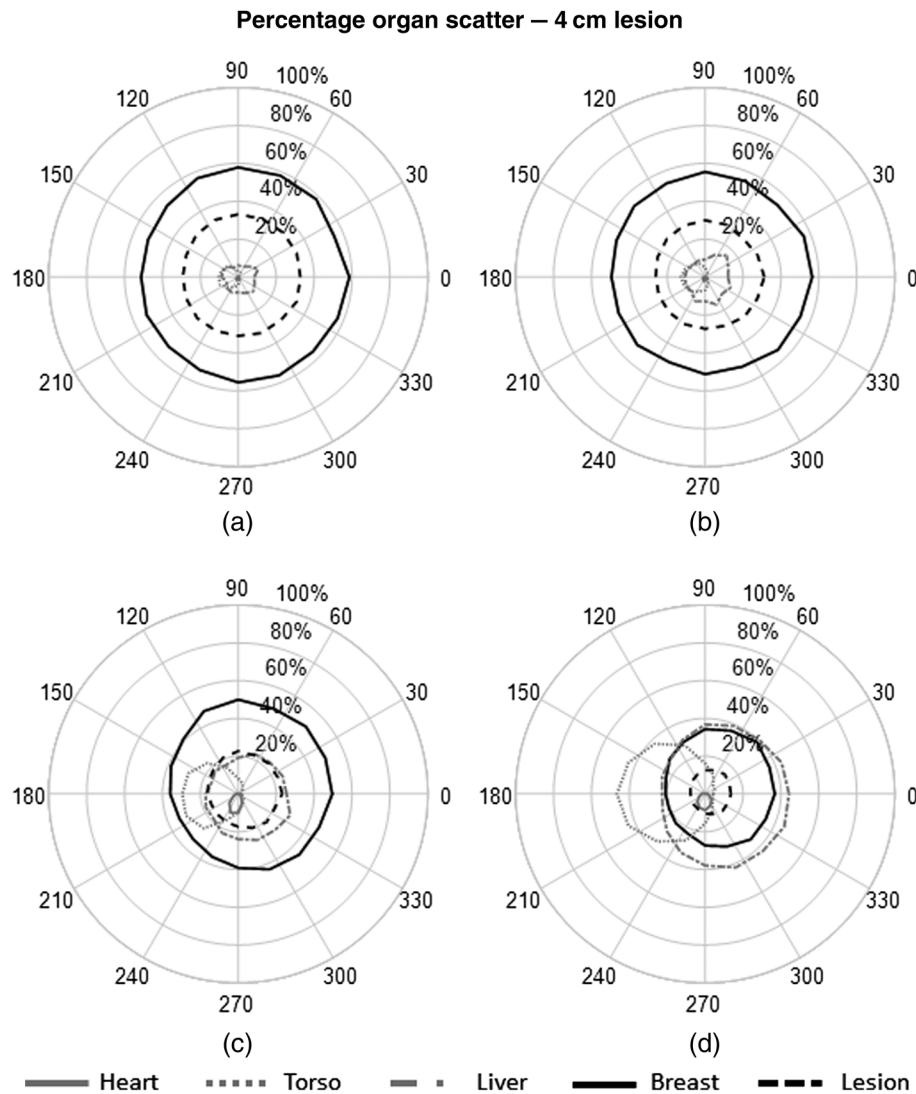 Percentage organ scatter – 4 cm lesion
90 100%
120 80% 60
150 60% 30
40%
20%
180 0
210 330
240 300
270
(a)
90 100%
120 80% 60
150 60% 30
40%
20%
180 0
210 330
240 300
270
(b)
90 100%
120 80% 60
150 60% 30
40%
20%
180 0
210 330
240 300
270
(c)
90 100%
120 80% 60
150 60% 30
40%
20%
180 0
210 330
240 300
270
(d)
Heart Torso Liver Breast Lesion